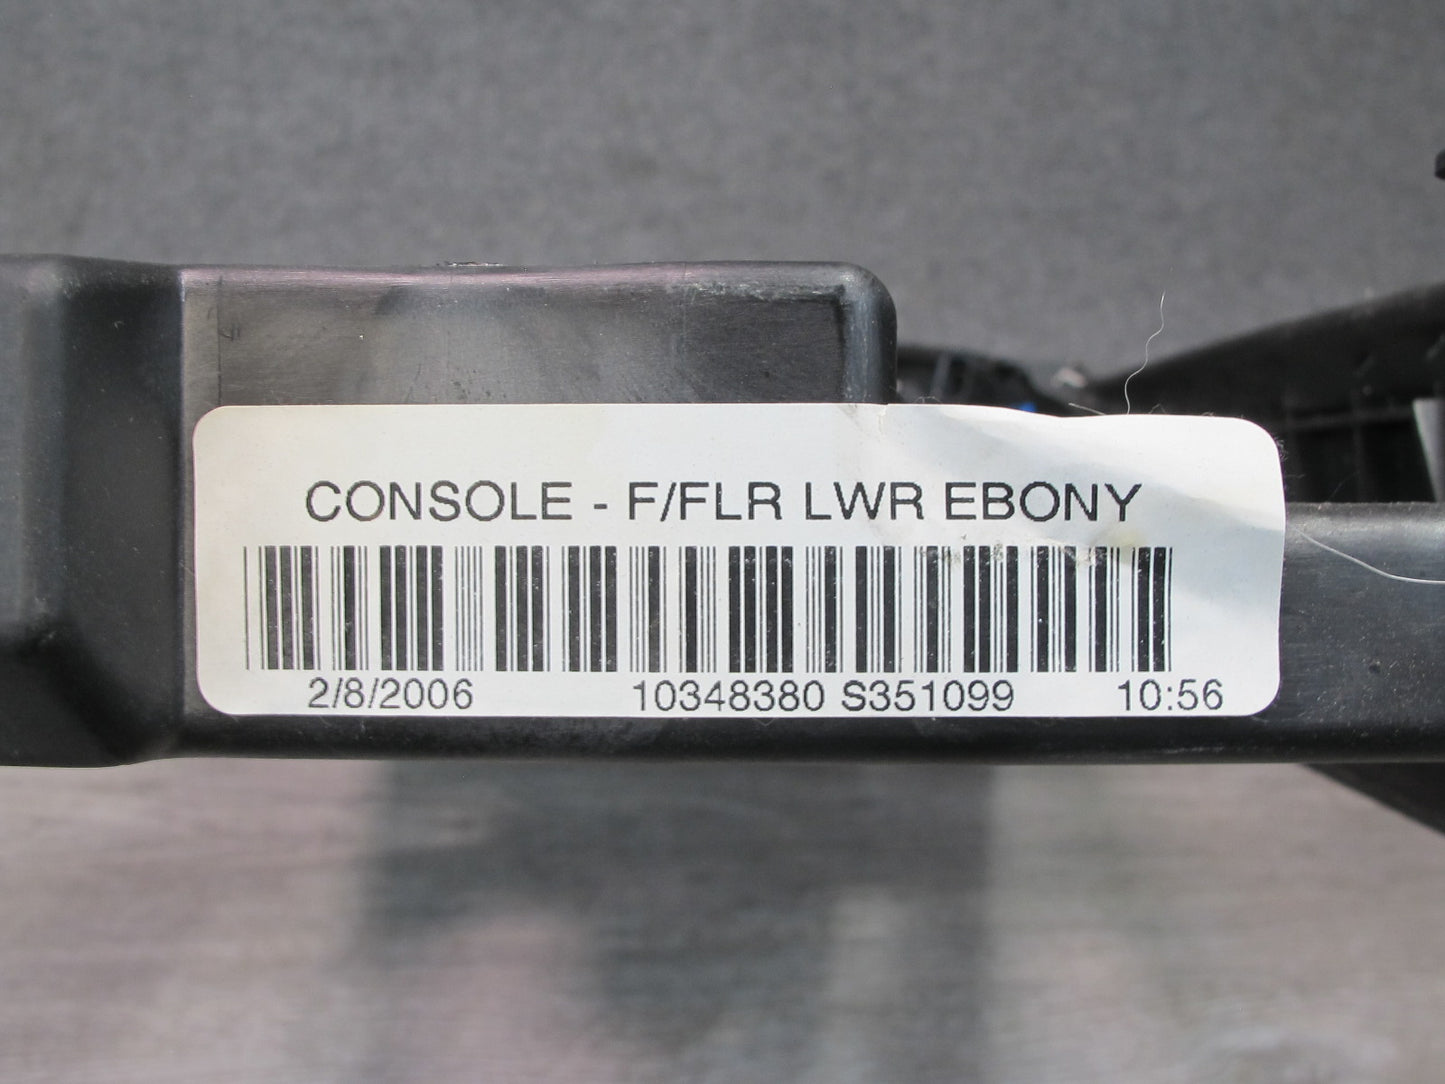 CONSOLE - F/FLR LWR EBONY
2/8/2006 10348380 S351099 10:56